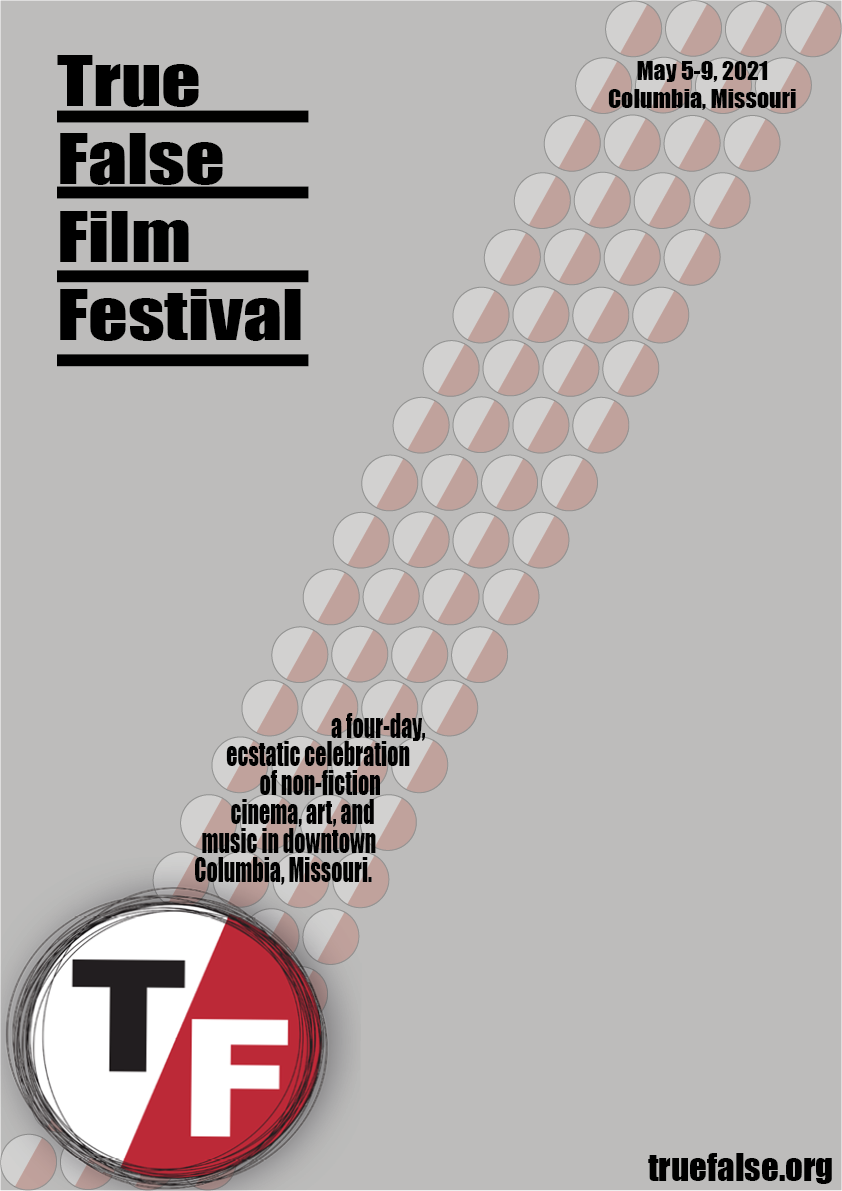 True
False
Film
Festival
May 5-9, 2021
Columbia, Missouri
a four-day,
ecstatic celebration
of non-fiction
cinema, art, and
music in downtown
Columbia, Missouri.
T
F
truefalse.org